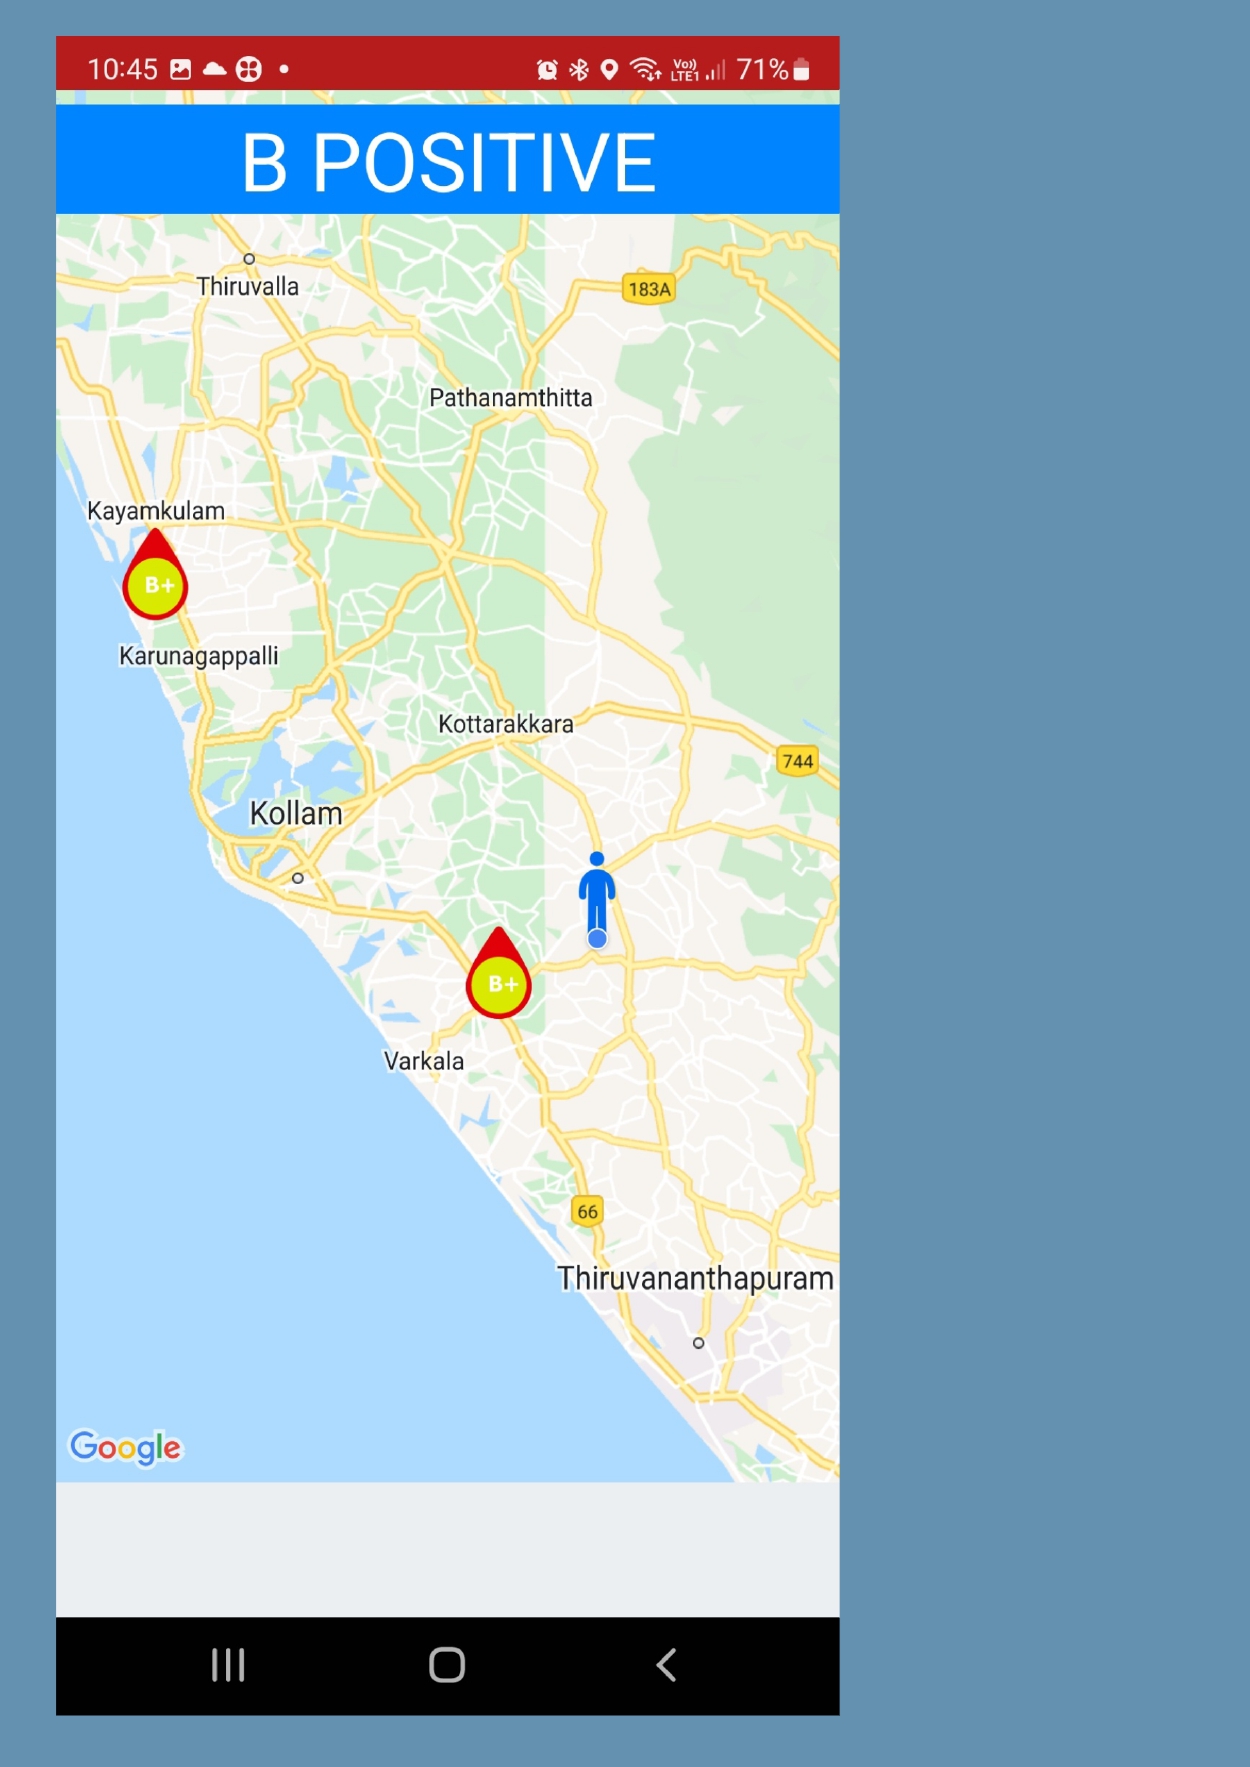 10:45 Vo)) LTE1 71%
B POSITIVE
Thiruvalla
183A
Pathanamthitta
Kayamkulam
B+
Karunagappalli
Kottarakkara
744
Kollam
B+
Varkala
66
Thiruvananthapuram
Google